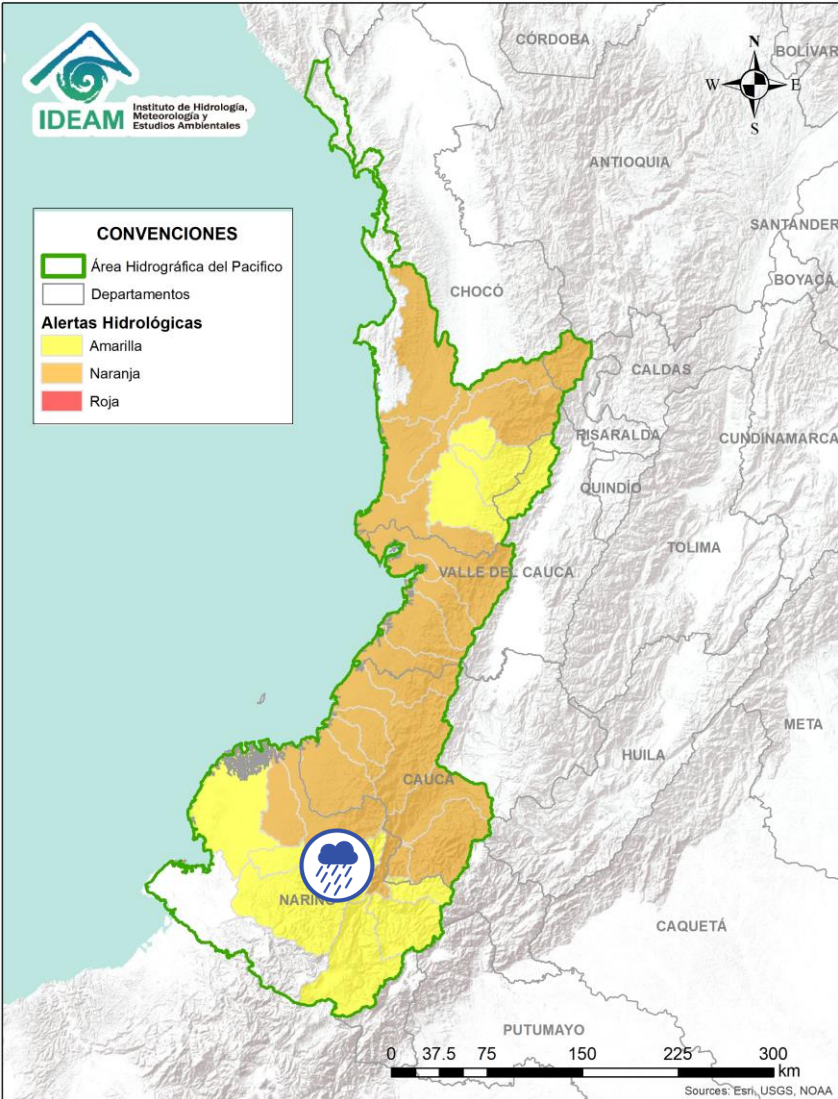 IDEAM
Instituto de Hidrología,
Meteorología y
Estudios Ambientales
CÓRDOBA
BOLÍVAR
N
W
E
S
ANTIOQUIA
SANTANDER
CONVENCIONES
Área Hidrográfica del Pacifico
Departamentos
Alertas Hidrológicas
Amarilla
Naranja
Roja
BOYACÁ
CHOCÓ
CALDAS
RISARALDA
CUNDINAMARCA
QUINDÍO
TOLIMA
VALLE DEL CAUCA
META
HUILA
CAUCA
NARIÑO
CAQUETÁ
PUTUMAYO
0 37.5 75 150 225 300
km
Sources: Esri, USGS, NOAA